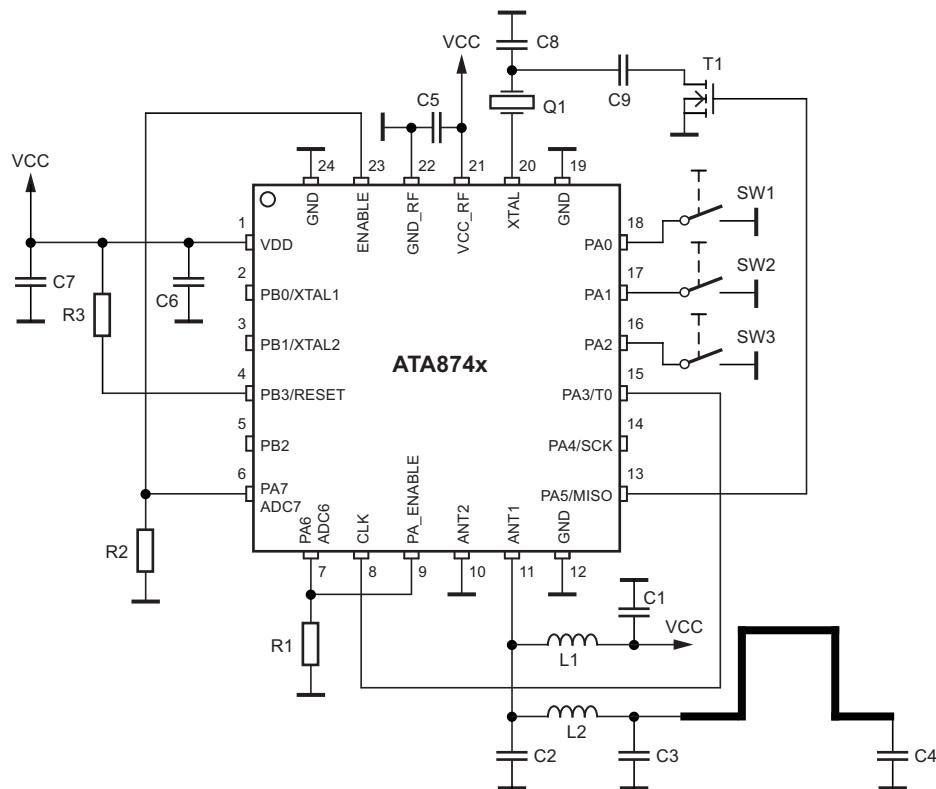 C8
VCC
T1
C5
Q1
C9
VCC
24
23
22
21
20
19
GND
ENABLE
GND_RF
VCC_RF
XTAL
GND
1
VDD
18
PA0
SW1
C7
C6
R3
2
PB0/XTAL1
17
PA1
SW2
3
PB1/XTAL2
16
PA2
SW3
ATA874x
4
PB3/RESET
15
PA3/T0
5
PB2
14
PA4/SCK
6
PA7
ADC7
13
PA5/MISO
PA6
ADC6
CLK
PA_ENABLE
ANT2
ANT1
GND
R2
7
8
9
10
11
12
R1
C1
VCC
L1
L2
C2
C3
C4